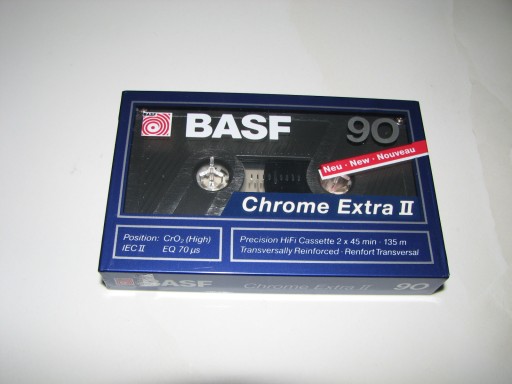 BASF
BASF
90
Neu · New · Nouveau
Chrome Extra II
Position: CrO₂ (High)
IEC II EQ 70 µs
Precision HiFi Cassette 2 x 45 min · 135 m
Transversally Reinforced · Renfort Transversal
BASF
Chrome Extra II
90